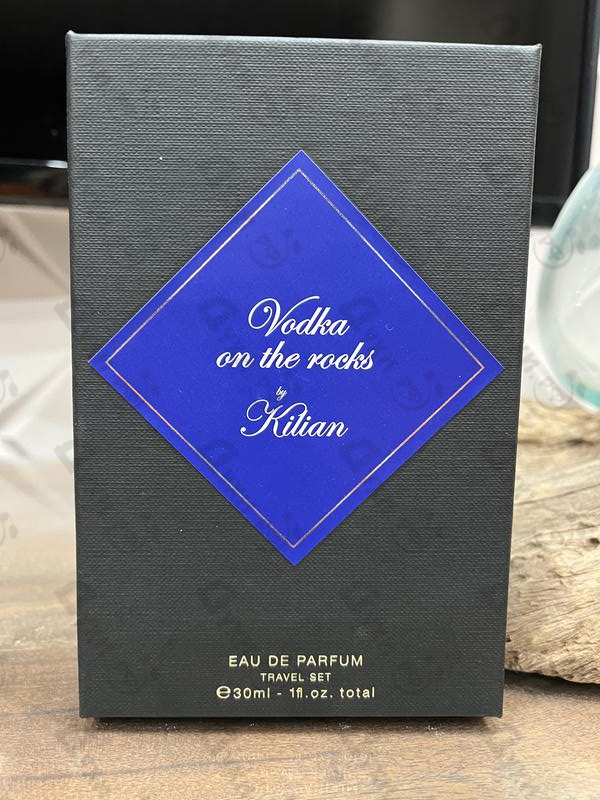 Vodka
on the rocks
by
Kilian
EAU DE PARFUM
TRAVEL SET
℮30ml - 1fl.oz. total